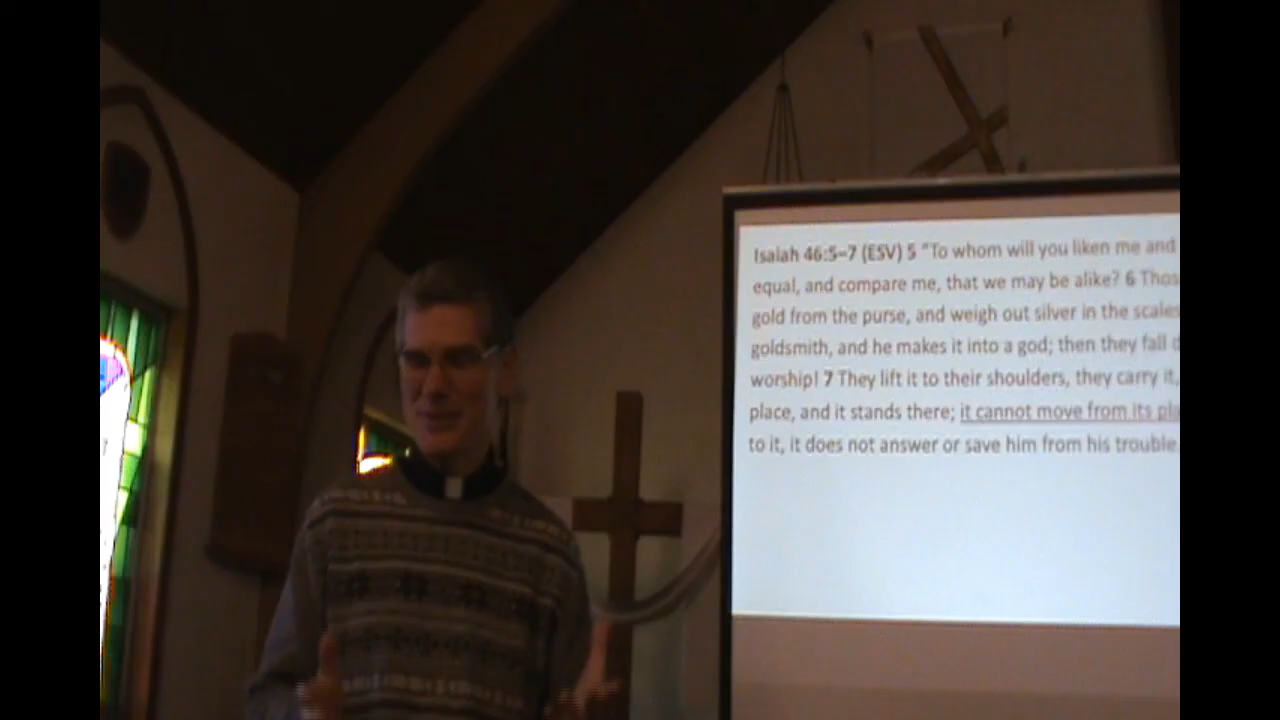 Isaiah 46:5–7 (ESV) 5 “To whom will you liken me and
equal, and compare me, that we may be alike? 6 Thos
gold from the purse, and weigh out silver in the scales
goldsmith, and he makes it into a god; then they fall
worship! 7 They lift it to their shoulders, they carry it,
place, and it stands there; it cannot move from its pla
to it, it does not answer or save him from his trouble